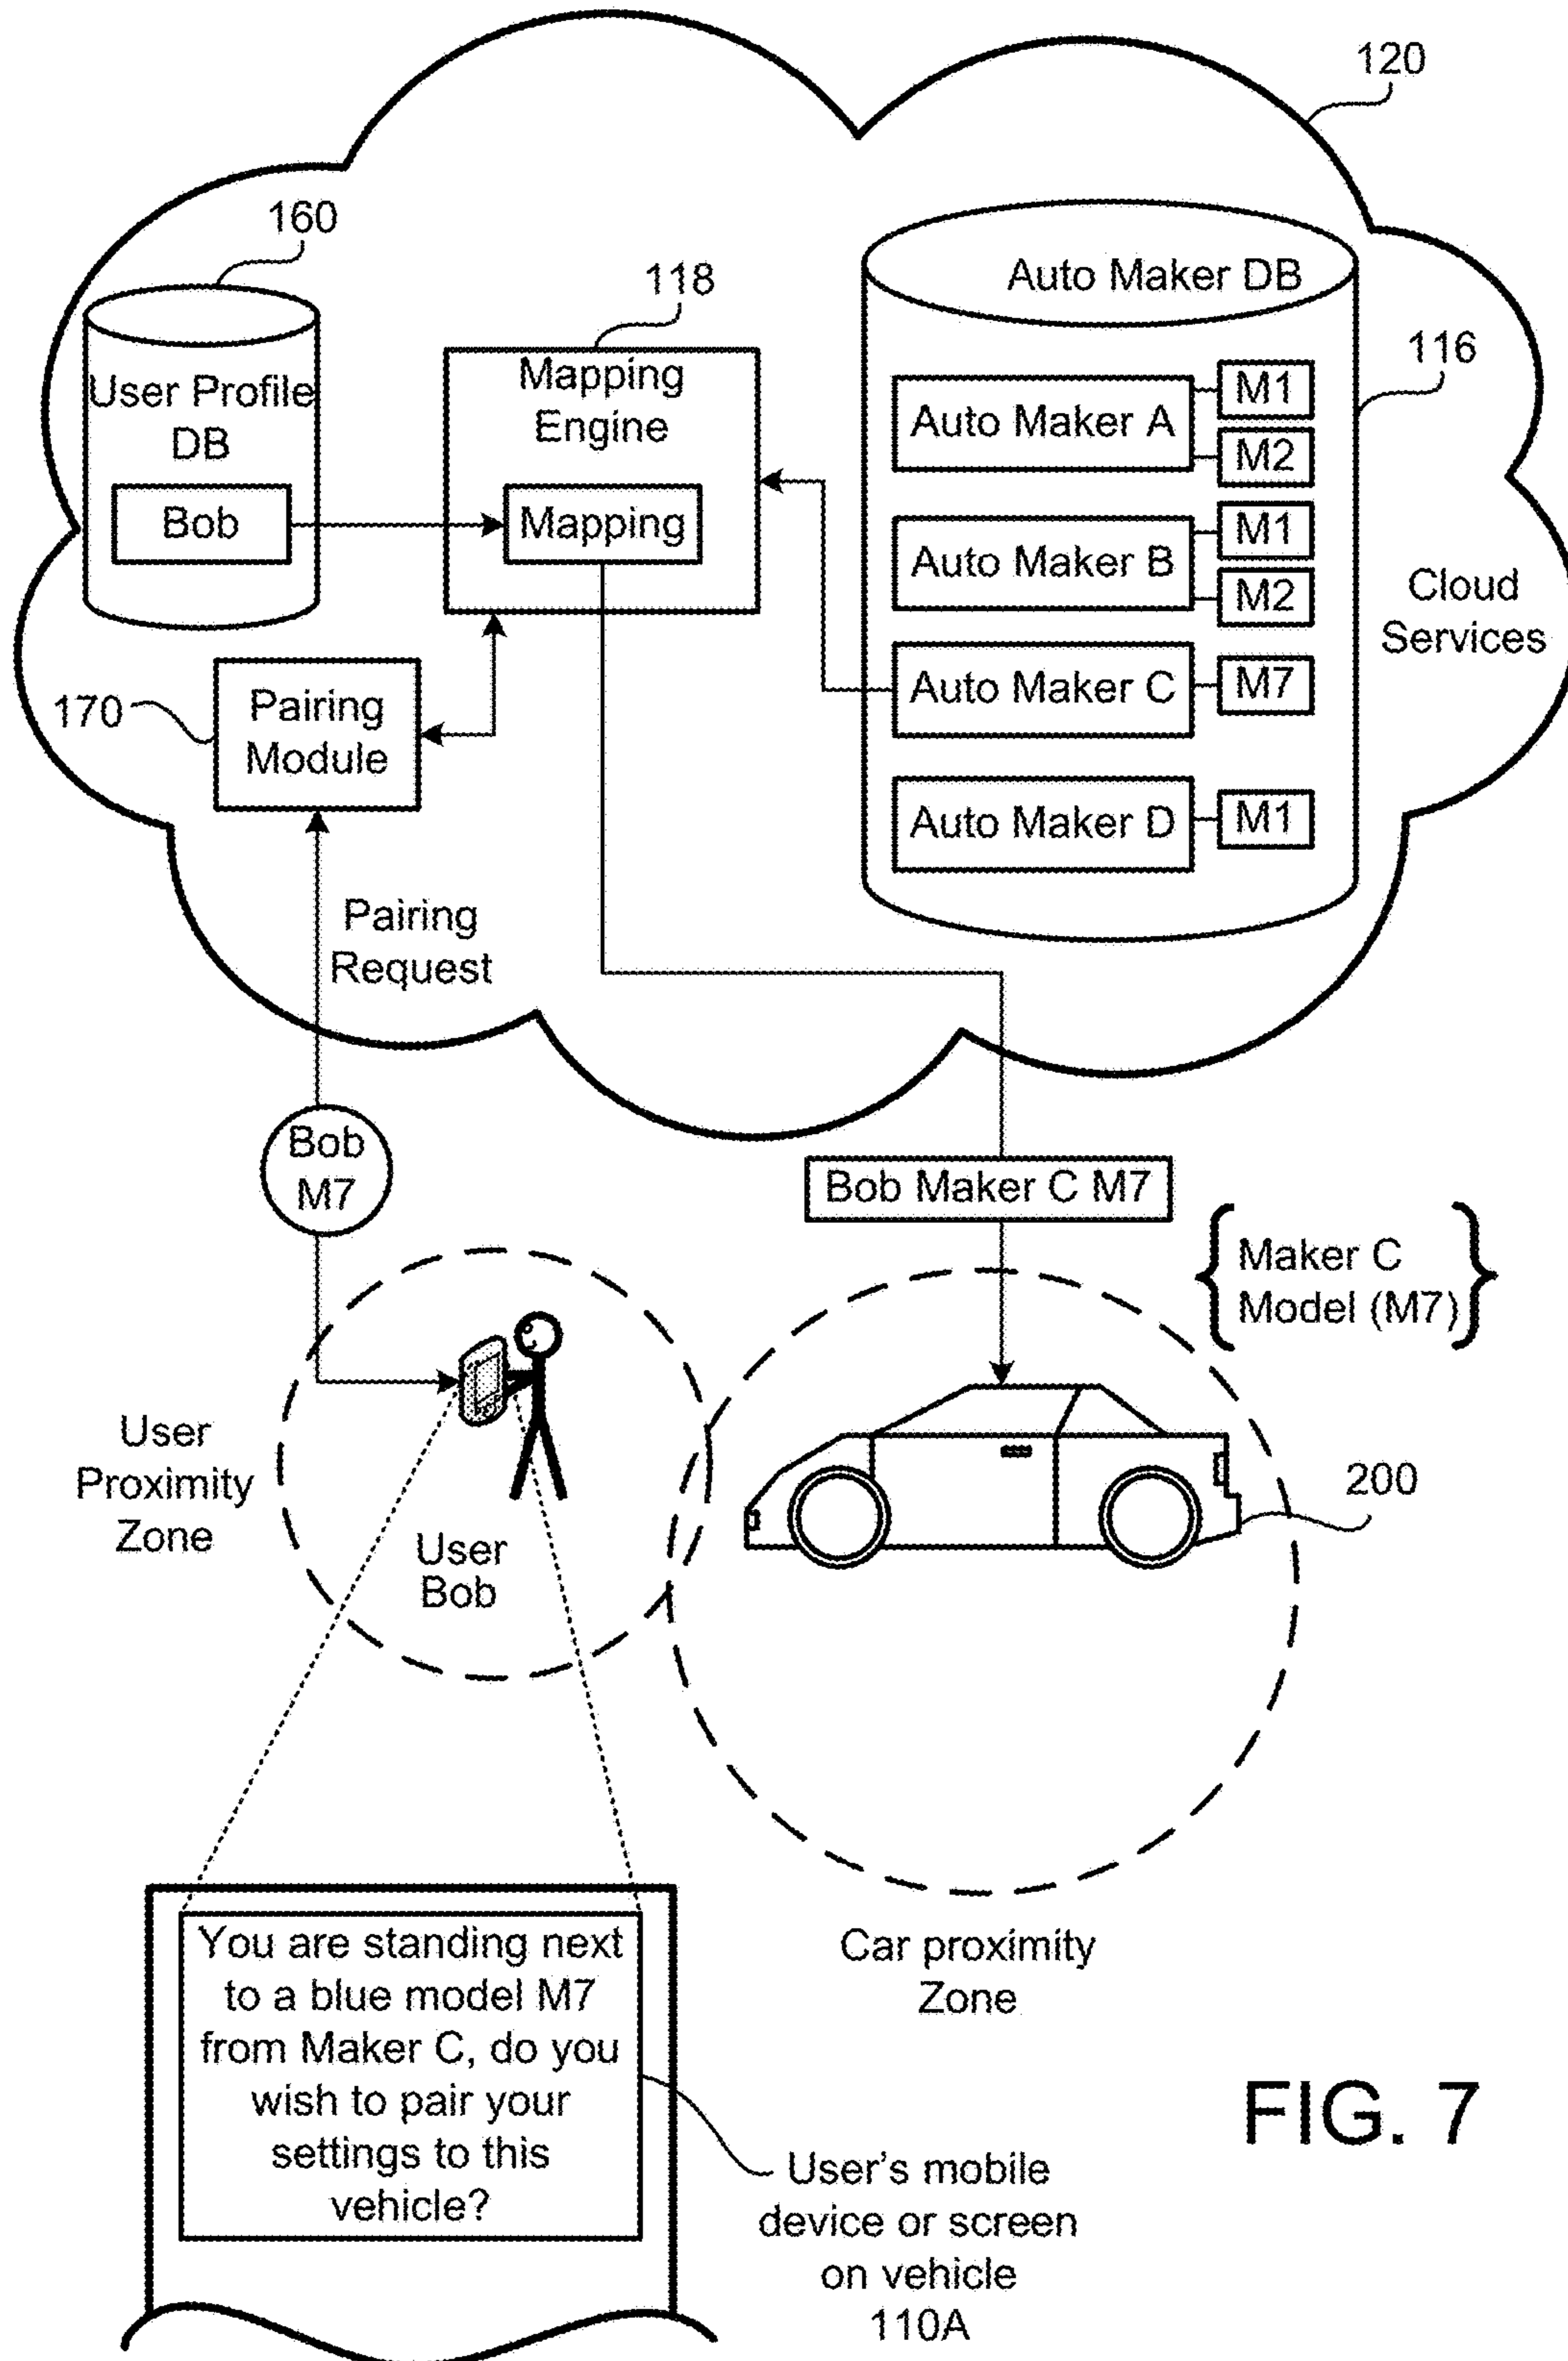 120
160
118
Auto Maker DB
116
User Profile
DB
Bob
Mapping
Engine
Mapping
Auto Maker A
M1
M2
Auto Maker B
M1
M2
Auto Maker C
M7
Auto Maker D
M1
Cloud
Services
170
Pairing
Module
Pairing
Request
Bob
M7
Bob Maker C M7
Maker C
Model (M7)
User
Proximity
Zone
User
Bob
200
Car proximity
Zone
You are standing next
to a blue model M7
from Maker C, do you
wish to pair your
settings to this
vehicle?
User's mobile
device or screen
on vehicle
110A
FIG. 7